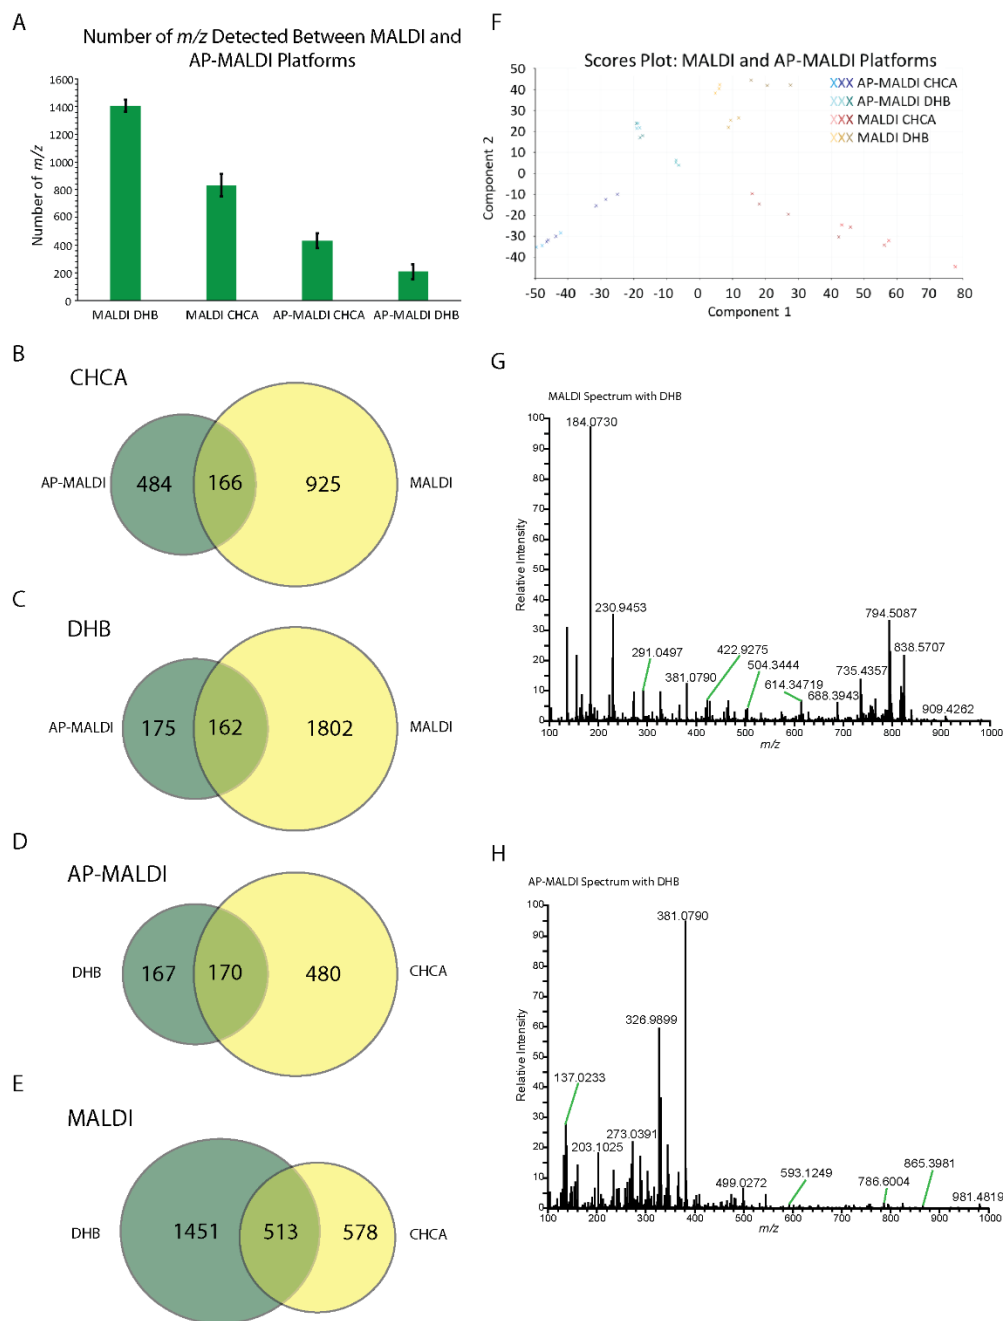 A
Number of m/z Detected Between MALDI and
AP-MALDI Platforms
Number of m/z
1600
1400
1200
1000
800
600
400
200
0
MALDI DHB MALDI CHCA AP-MALDI CHCA AP-MALDI DHB
B
CHCA
AP-MALDI 484 166 925 MALDI
C
DHB
AP-MALDI 175 162 1802 MALDI
D
AP-MALDI
DHB 167 170 480 CHCA
E
MALDI
DHB 1451 513 578 CHCA
F
Scores Plot: MALDI and AP-MALDI Platforms
XXX AP-MALDI CHCA
XXX AP-MALDI DHB
XXX MALDI CHCA
XXX MALDI DHB
Component 2
50
40
30
20
10
0
-10
-20
-30
-40
-50 -40 -30 -20 -10 0 10 20 30 40 50 60 70 80
Component 1
G
MALDI Spectrum with DHB
Relative Intensity
100
90
80
70
60
50
40
30
20
10
0
184.0730
230.9453
291.0497
381.0790
422.9275
504.3444
614.34719
688.3943
735.4357
794.5087
838.5707
909.4262
100 200 300 400 500 600 700 800 900 1000
m/z
H
AP-MALDI Spectrum with DHB
Relative Intensity
100
90
80
70
60
50
40
30
20
10
0
381.0790
326.9899
137.0233
203.1025
273.0391
499.0272
593.1249
786.6004
865.3981
981.4819
100 200 300 400 500 600 700 800 900 1000
m/z